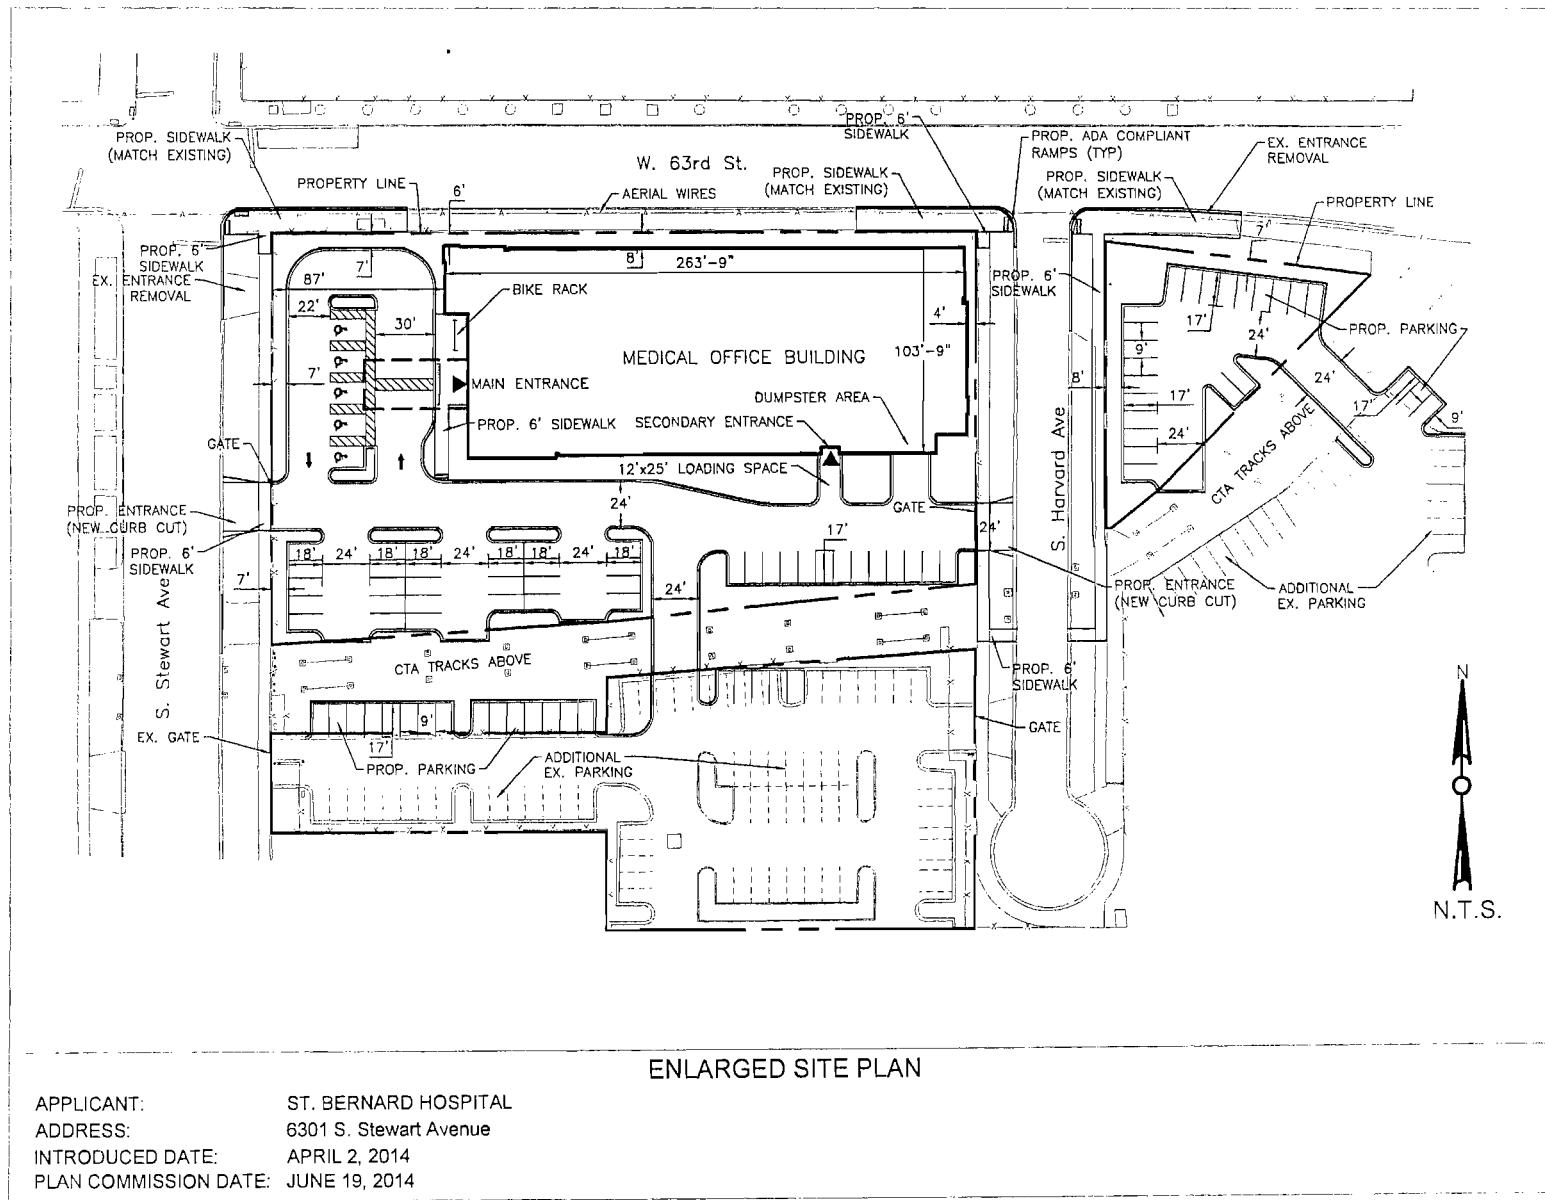 PROP. SIDEWALK
(MATCH EXISTING)
W. 63rd St.
PROP. 6'
SIDEWALK
PROP. ADA COMPLIANT
RAMPS (TYP)
EX. ENTRANCE
REMOVAL
PROPERTY LINE
6'
AERIAL WIRES
PROP. SIDEWALK
(MATCH EXISTING)
PROP. SIDEWALK
(MATCH EXISTING)
PROPERTY LINE
PROP. 6'
SIDEWALK
EX. ENTRANCE
REMOVAL
7'
87'
22'
30'
7'
8'
263'-9"
BIKE RACK
4'
103'-9"
MEDICAL OFFICE BUILDING
MAIN ENTRANCE
DUMPSTER AREA
PROP. 6' SIDEWALK
SECONDARY ENTRANCE
12'x25' LOADING SPACE
PROP. 6'
SIDEWALK
7'
17'
24'
PROP. PARKING
9'
8'
17'
24'
24'
17'
9'
CTA TRACKS ABOVE
S. Harvard Ave
GATE
PROP. ENTRANCE
(NEW CURB CUT)
PROP. 6'
SIDEWALK
7'
S. Stewart Ave
24'
GATE
24'
17'
18'
24'
18'
18'
24'
18'
18'
24'
18'
24'
PROP. ENTRANCE
(NEW CURB CUT)
ADDITIONAL
EX. PARKING
CTA TRACKS ABOVE
PROP. 6'
SIDEWALK
EX. GATE
9'
17'
PROP. PARKING
ADDITIONAL
EX. PARKING
GATE
N
N.T.S.
ENLARGED SITE PLAN
APPLICANT: ST. BERNARD HOSPITAL
ADDRESS: 6301 S. Stewart Avenue
INTRODUCED DATE: APRIL 2, 2014
PLAN COMMISSION DATE: JUNE 19, 2014